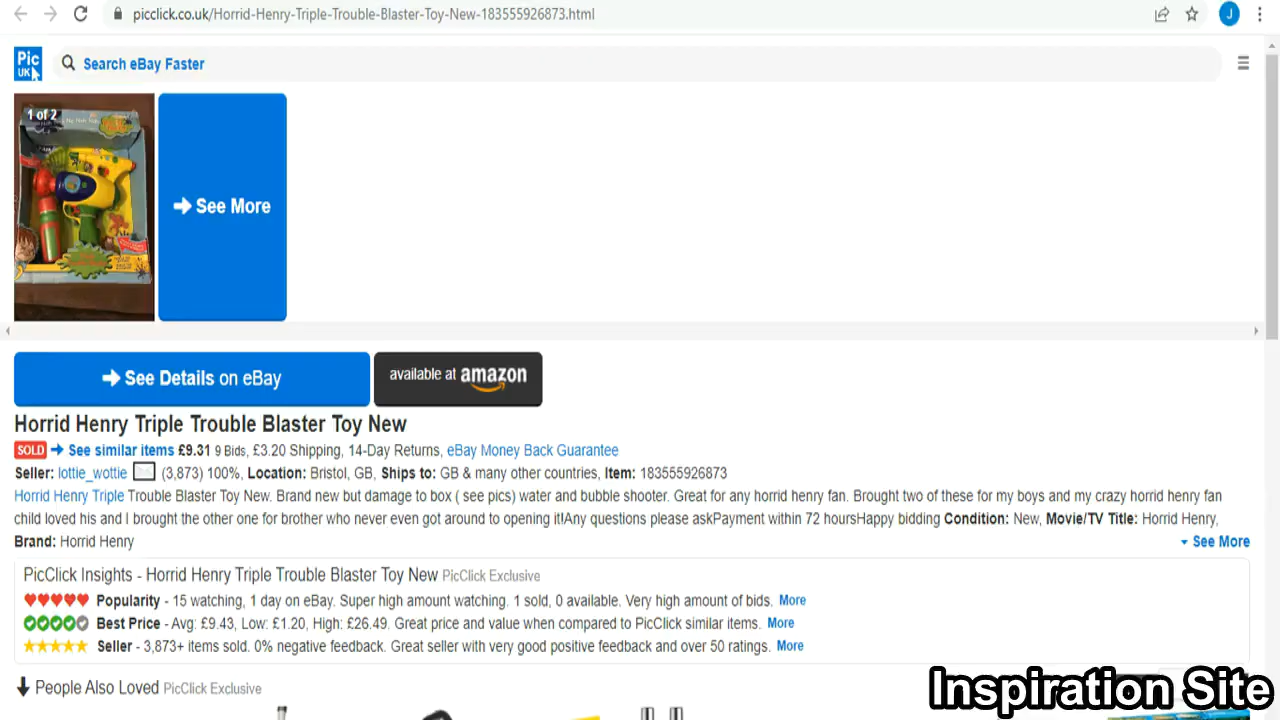 picclick.co.uk/Horrid-Henry-Triple-Trouble-Blaster-Toy-New-183555926873.html
J
Pic
UK
Search eBay Faster
1 of 2
See More
See Details on eBay
available at amazon
Horrid Henry Triple Trouble Blaster Toy New
SOLD See similar items £9.31 9 Bids, £3.20 Shipping, 14-Day Returns, eBay Money Back Guarantee
Seller: lottie_wottie (3,873) 100%, Location: Bristol, GB, Ships to: GB & many other countries, Item: 183555926873
Horrid Henry Triple Trouble Blaster Toy New. Brand new but damage to box ( see pics) water and bubble shooter. Great for any horrid henry fan. Brought two of these for my boys and my crazy horrid henry fan
child loved his and I brought the other one for brother who never even got around to opening it!Any questions please askPayment within 72 hoursHappy bidding Condition: New, Movie/TV Title: Horrid Henry,
Brand: Horrid Henry
See More
PicClick Insights - Horrid Henry Triple Trouble Blaster Toy New PicClick Exclusive
Popularity - 15 watching, 1 day on eBay. Super high amount watching. 1 sold, 0 available. Very high amount of bids. More
Best Price - Avg: £9.43, Low: £1.20, High: £26.49. Great price and value when compared to PicClick similar items. More
Seller - 3,873+ items sold. 0% negative feedback. Great seller with very good positive feedback and over 50 ratings. More
People Also Loved PicClick Exclusive
Inspiration Site